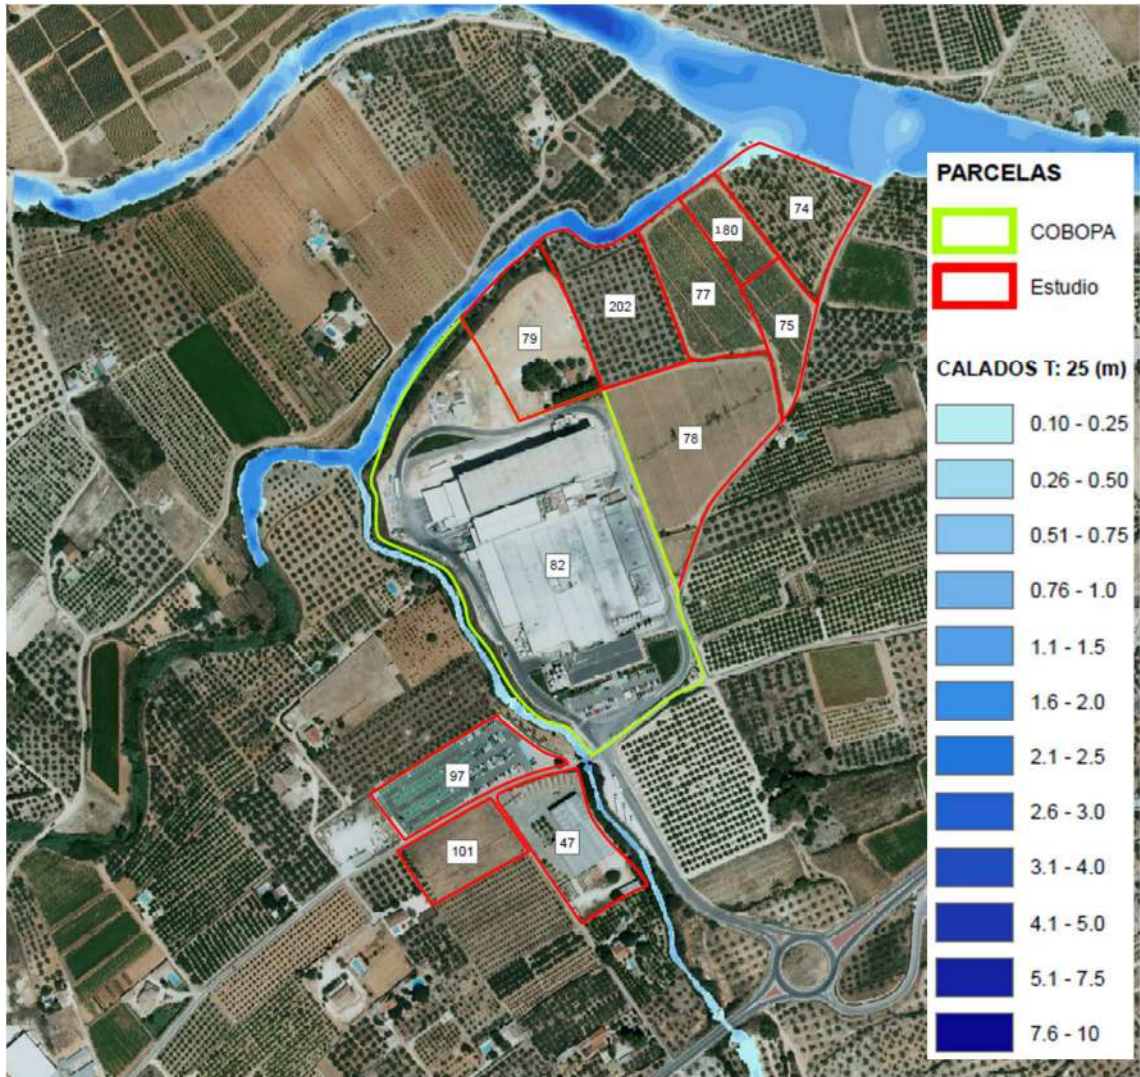 PARCELAS
COBOPA
Estudio
CALADOS T: 25 (m)
0.10 - 0.25
0.26 - 0.50
0.51 - 0.75
0.76 - 1.0
1.1 - 1.5
1.6 - 2.0
2.1 - 2.5
2.6 - 3.0
3.1 - 4.0
4.1 - 5.0
5.1 - 7.5
7.6 - 10
74
180
77
202
75
79
78
82
97
101
47